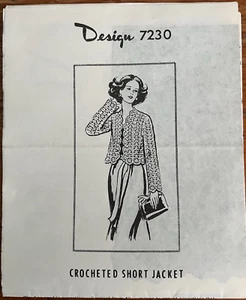 Design 7230
CROCHETED SHORT JACKET